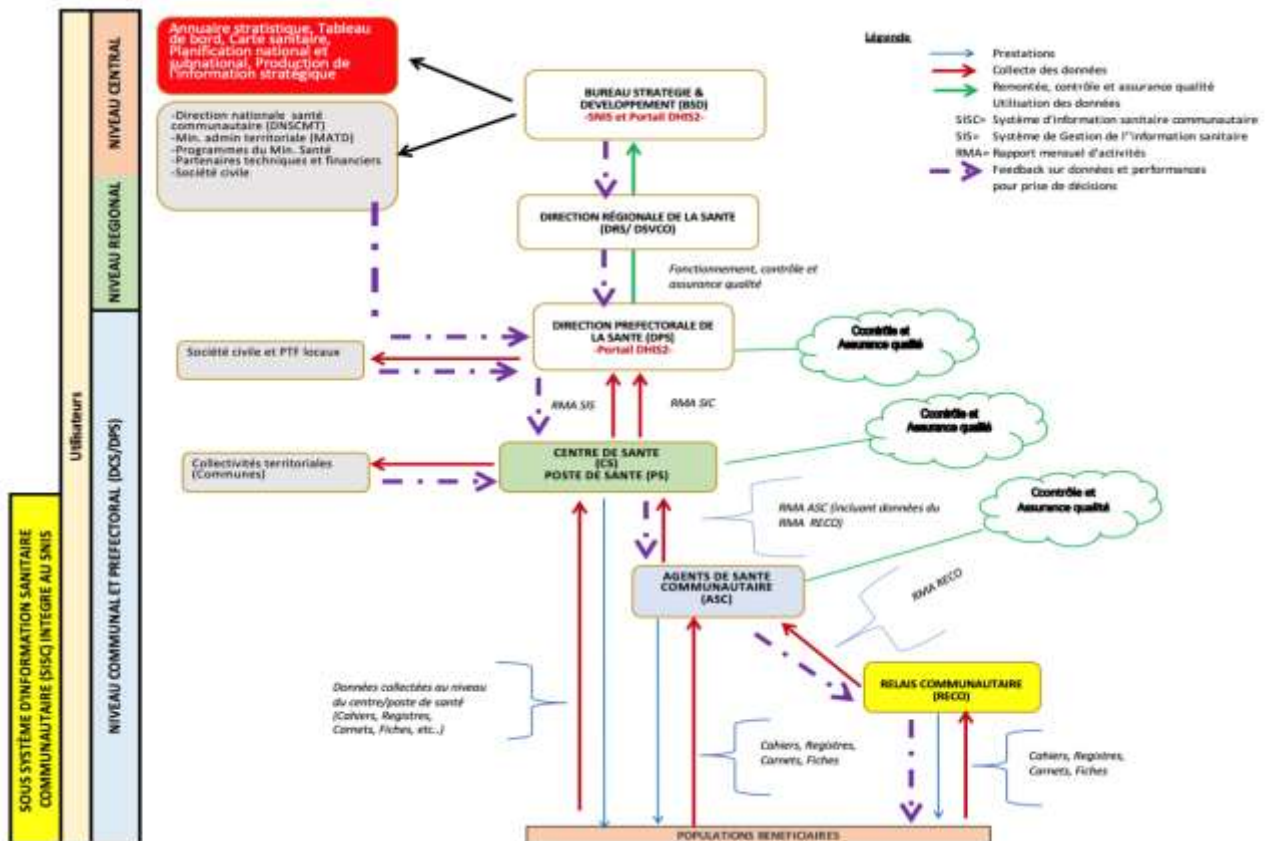 SOUS SYSTÈME D'INFORMATION SANITAIRE
COMMUNAUTAIRE (SISC) INTEGRE AU SNIS
Utilisateurs
NIVEAU CENTRAL
NIVEAU REGIONAL
NIVEAU COMMUNAL ET PREFECTORAL (DCS/DPS)
Annuaire stratistique, Tableau
de bord, Carte sanitaire,
Planification national et
subnational, Production de
l'information stratégique
-Direction nationale santé
communautaire (DNSCMT)
-Min. admin territoriale (MATD)
-Programmes du Min. Santé
-Partenaires techniques et financiers
-Société civile
BUREAU STRATEGIE &
DEVELOPPEMENT (BSD)
-SNIS et Portail DHIS2-
Légende
Prestations
Collecte des données
Remontée, contrôle et assurance qualité
Utilisation des données
SISC= Système d'information sanitaire communautaire
SIS= Système de Gestion de l''information sanitaire
RMA= Rapport mensuel d'activités
Feedback sur données et performances
pour prise de décisions
DIRECTION RÉGIONALE DE LA SANTE
(DRS/ DSVCO)
Fonctionnement, contrôle et
assurance qualité
DIRECTION PREFECTORALE DE
LA SANTE (DPS)
-Portail DHIS2-
Ccontrôle et
Assurance qualité
Société civile et PTF locaux
RMA SIS
RMA SIC
Ccontrôle et
Assurance qualité
Collectivités territoriales
(Communes)
CENTRE DE SANTE
(CS)
POSTE DE SANTE (PS)
Ccontrôle et
Assurance qualité
RMA ASC (incluant données du
RMA RECO)
AGENTS DE SANTE
COMMUNAUTAIRE
(ASC)
RMA RECO
RELAIS COMMUNAUTAIRE
(RECO)
Données collectées au niveau
du centre/poste de santé
(Cahiers, Registres,
Carnets, Fiches, etc..)
Cahiers, Registres,
Carnets, Fiches
Cahiers, Registres,
Carnets, Fiches
POPULATIONS BENEFICIAIRES